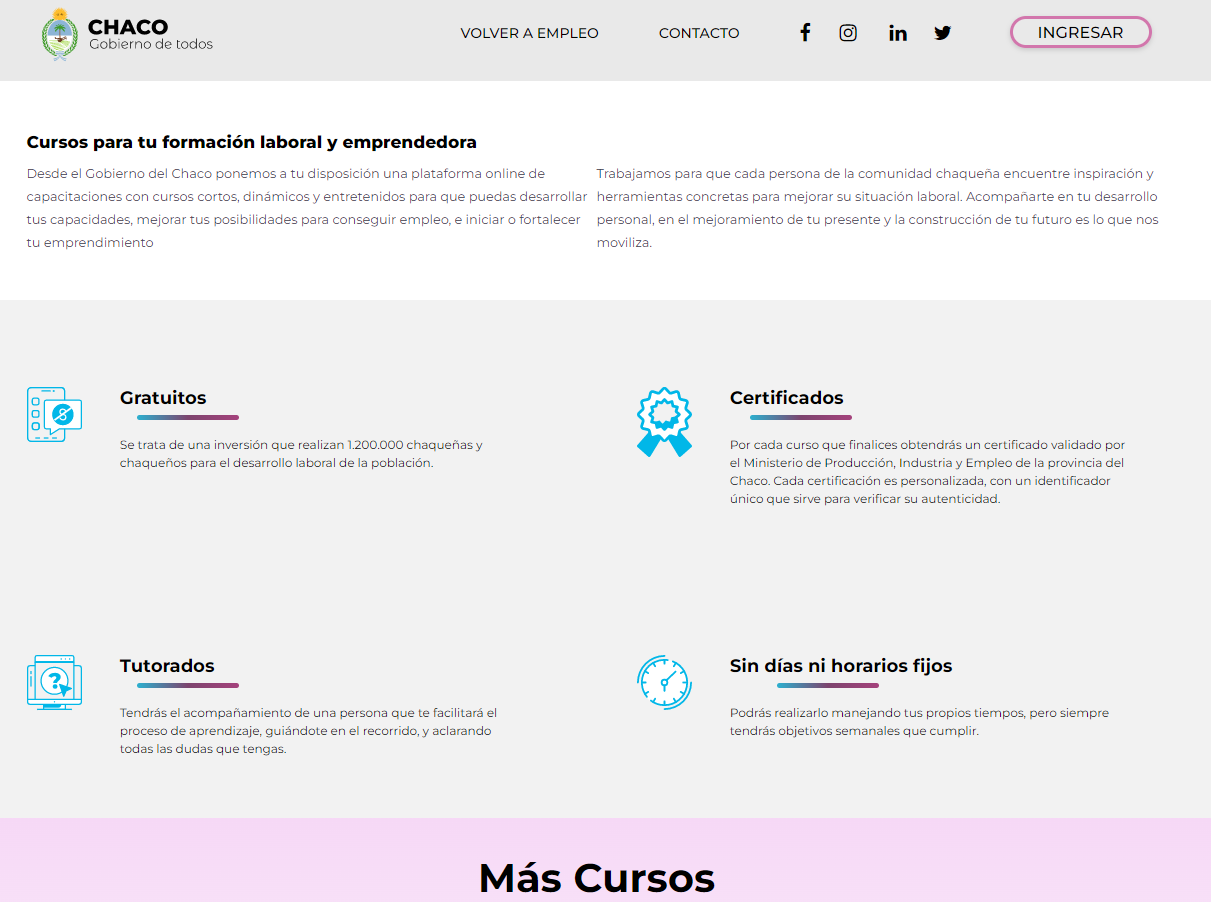 CHACO
Gobierno de todos
VOLVER A EMPLEO
CONTACTO
INGRESAR
Cursos para tu formación laboral y emprendedora
Desde el Gobierno del Chaco ponemos a tu disposición una plataforma online de
capacitaciones con cursos cortos, dinámicos y entretenidos para que puedas desarrollar
tus capacidades, mejorar tus posibilidades para conseguir empleo, e iniciar o fortalecer
tu emprendimiento
Trabajamos para que cada persona de la comunidad chaqueña encuentre inspiración y
herramientas concretas para mejorar su situación laboral. Acompañarte en tu desarrollo
personal, en el mejoramiento de tu presente y la construcción de tu futuro es lo que nos
moviliza.
Gratuitos
Se trata de una inversión que realizan 1.200.000 chaqueñas y
chaqueños para el desarrollo laboral de la población.
Certificados
Por cada curso que finalices obtendrás un certificado validado por
el Ministerio de Producción, Industria y Empleo de la provincia del
Chaco. Cada certificación es personalizada, con un identificador
único que sirve para verificar su autenticidad.
Tutorados
Tendrás el acompañamiento de una persona que te facilitará el
proceso de aprendizaje, guiándote en el recorrido, y aclarando
todas las dudas que tengas.
Sin días ni horarios fijos
Podrás realizarlo manejando tus propios tiempos, pero siempre
tendrás objetivos semanales que cumplir.
Más Cursos